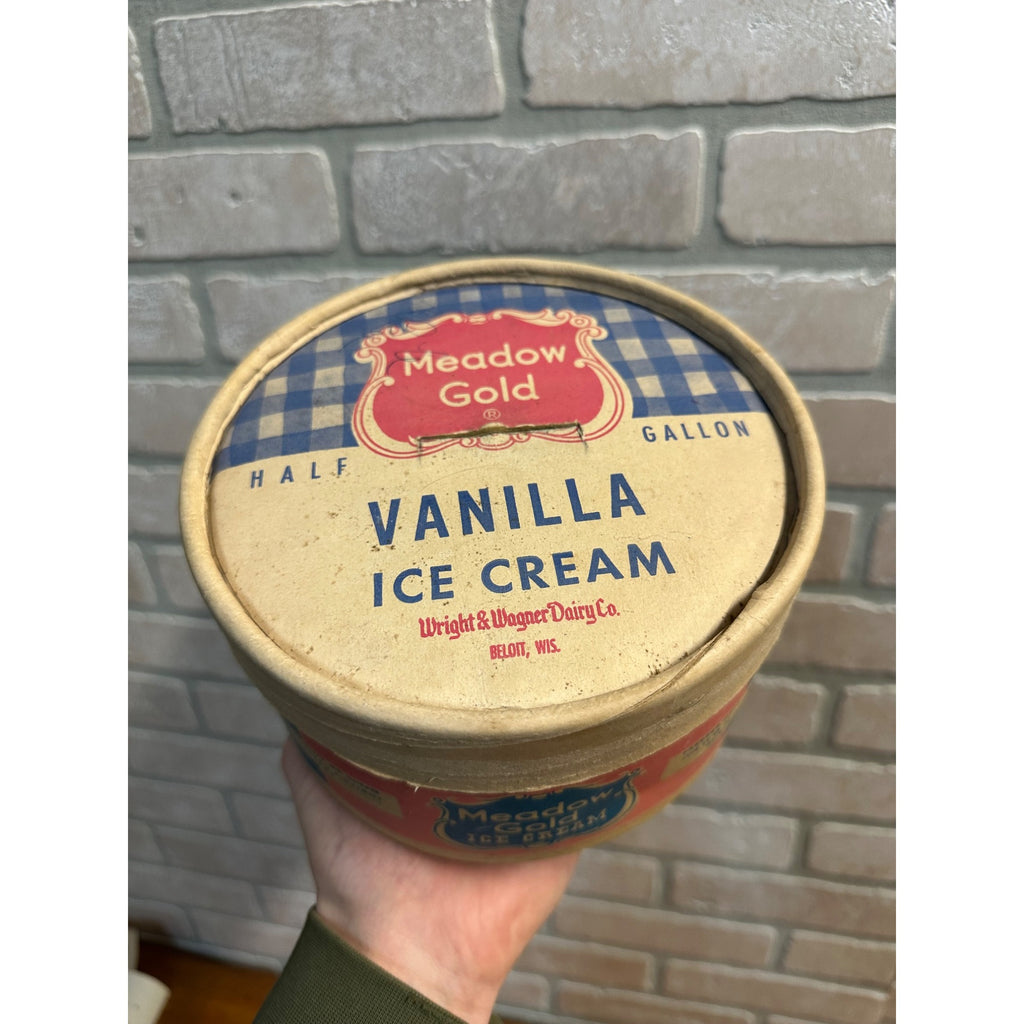 Meadow
Gold
®
HALF GALLON
VANILLA
ICE CREAM
Wright & Wagner Dairy Co.
BELOIT, WIS.
Meadow
Gold
ICE CREAM